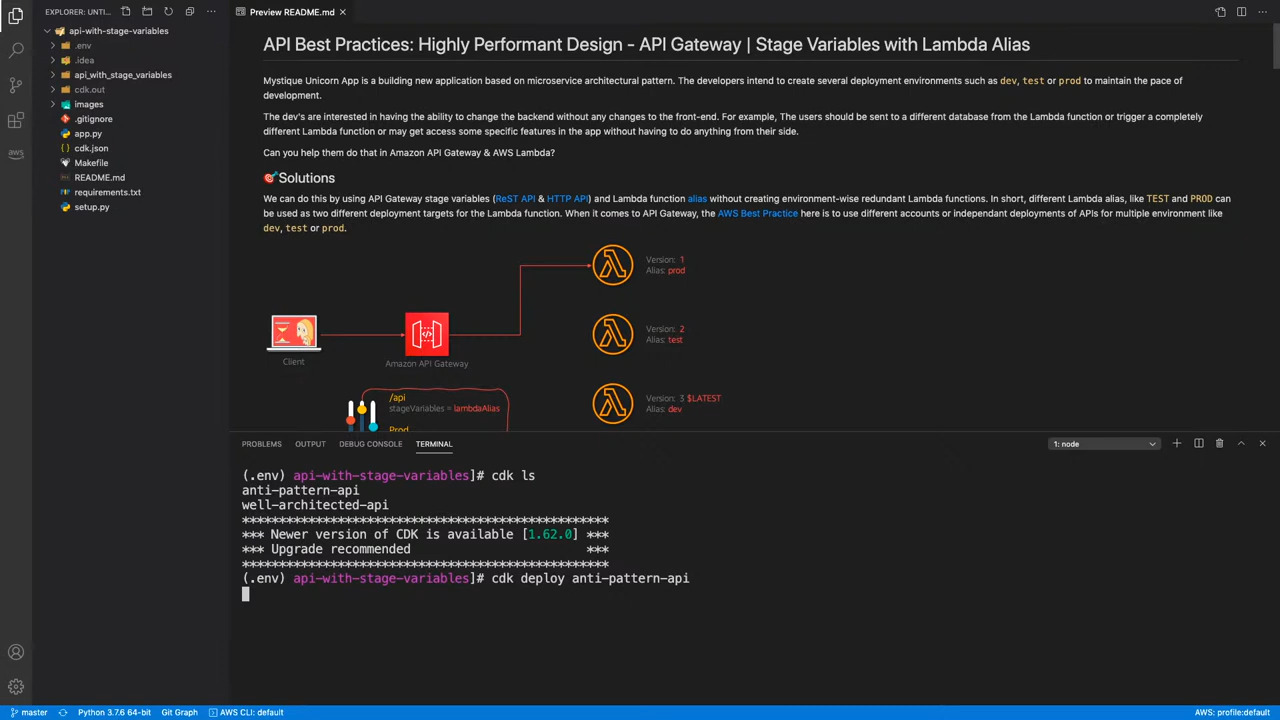 EXPLORER: UNTI...
Preview README.md
api-with-stage-variables
.env
.idea
api_with_stage_variables
cdk.out
images
.gitignore
app.py
cdk.json
Makefile
README.md
requirements.txt
setup.py
API Best Practices: Highly Performant Design - API Gateway | Stage Variables with Lambda Alias
Mystique Unicorn App is a building new application based on microservice architectural pattern. The developers intend to create several deployment environments such as dev, test or prod to maintain the pace of
development.
The dev's are interested in having the ability to change the backend without any changes to the front-end. For example, The users should be sent to a different database from the Lambda function or trigger a completely
different Lambda function or may get access some specific features in the app without having to do anything from their side.
Can you help them do that in Amazon API Gateway & AWS Lambda?
Solutions
We can do this by using API Gateway stage variables (ReST API & HTTP API) and Lambda function alias without creating environment-wise redundant Lambda functions. In short, different Lambda alias, like TEST and PROD can
be used as two different deployment targets for the Lambda function. When it comes to API Gateway, the AWS Best Practice here is to use different accounts or independant deployments of APIs for multiple environment like
dev, test or prod.
Version: 1
Alias: prod
Version: 2
Alias: test
Client
Amazon API Gateway
/api
stageVariables = lambdaAlias
Prod
Version: 3 $LATEST
Alias: dev
PROBLEMS OUTPUT DEBUG CONSOLE TERMINAL
1: node
(.env) api-with-stage-variables]# cdk ls
anti-pattern-api
well-architected-api
**************************************************
*** Newer version of CDK is available [1.62.0] ***
*** Upgrade recommended ***
**************************************************
(.env) api-with-stage-variables]# cdk deploy anti-pattern-api
aws
master Python 3.7.6 64-bit Git Graph AWS CLI: default
AWS: profile:default